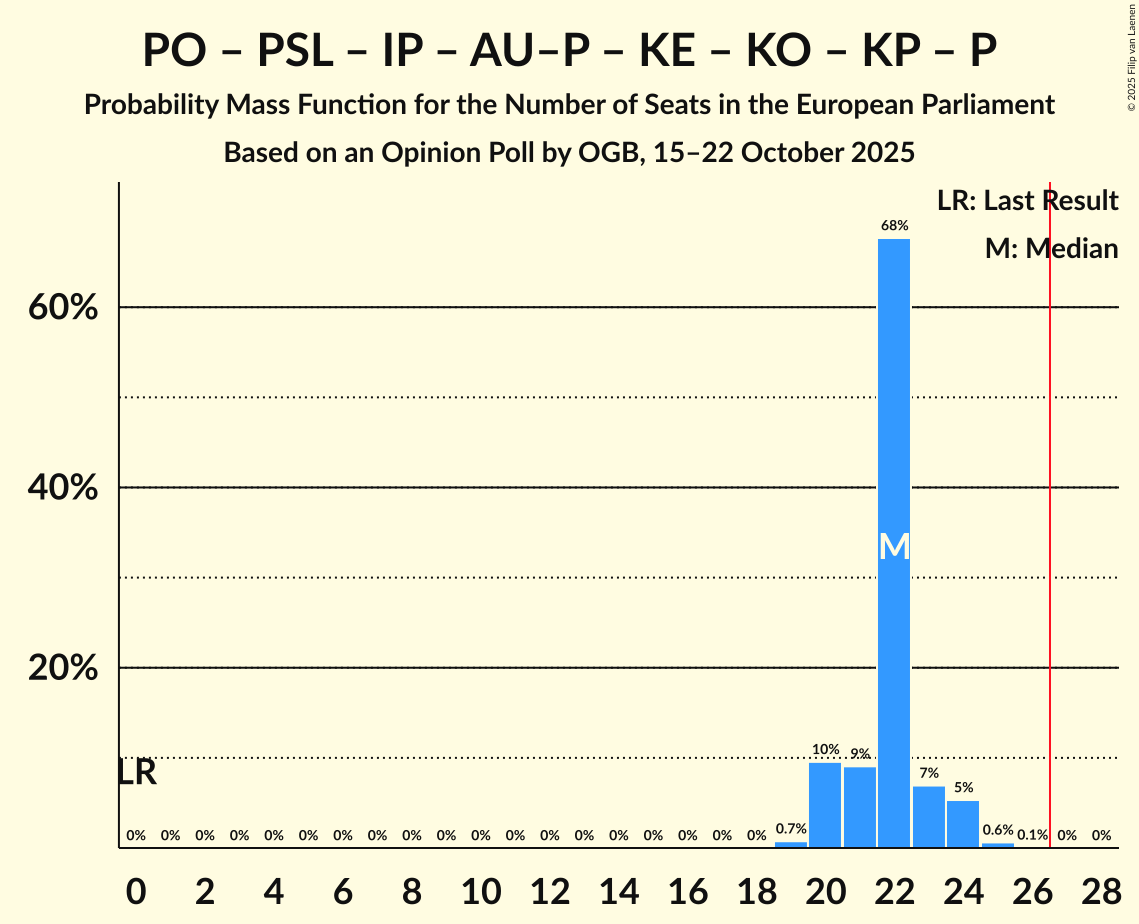 PO – PSL – IP – AU–P – KE – KO – KP – P
Probability Mass Function for the Number of Seats in the European Parliament
Based on an Opinion Poll by OGB, 15–22 October 2025
© 2025 Filip van Laenen
LR: Last Result
M: Median
68%
60%
40%
M
20%
LR
10% 9% 7% 5%
0% 0% 0% 0% 0% 0% 0% 0% 0% 0% 0% 0% 0% 0% 0% 0% 0% 0% 0% 0.7% 0.6% 0.1% 0% 0%
0 2 4 6 8 10 12 14 16 18 20 22 24 26 28